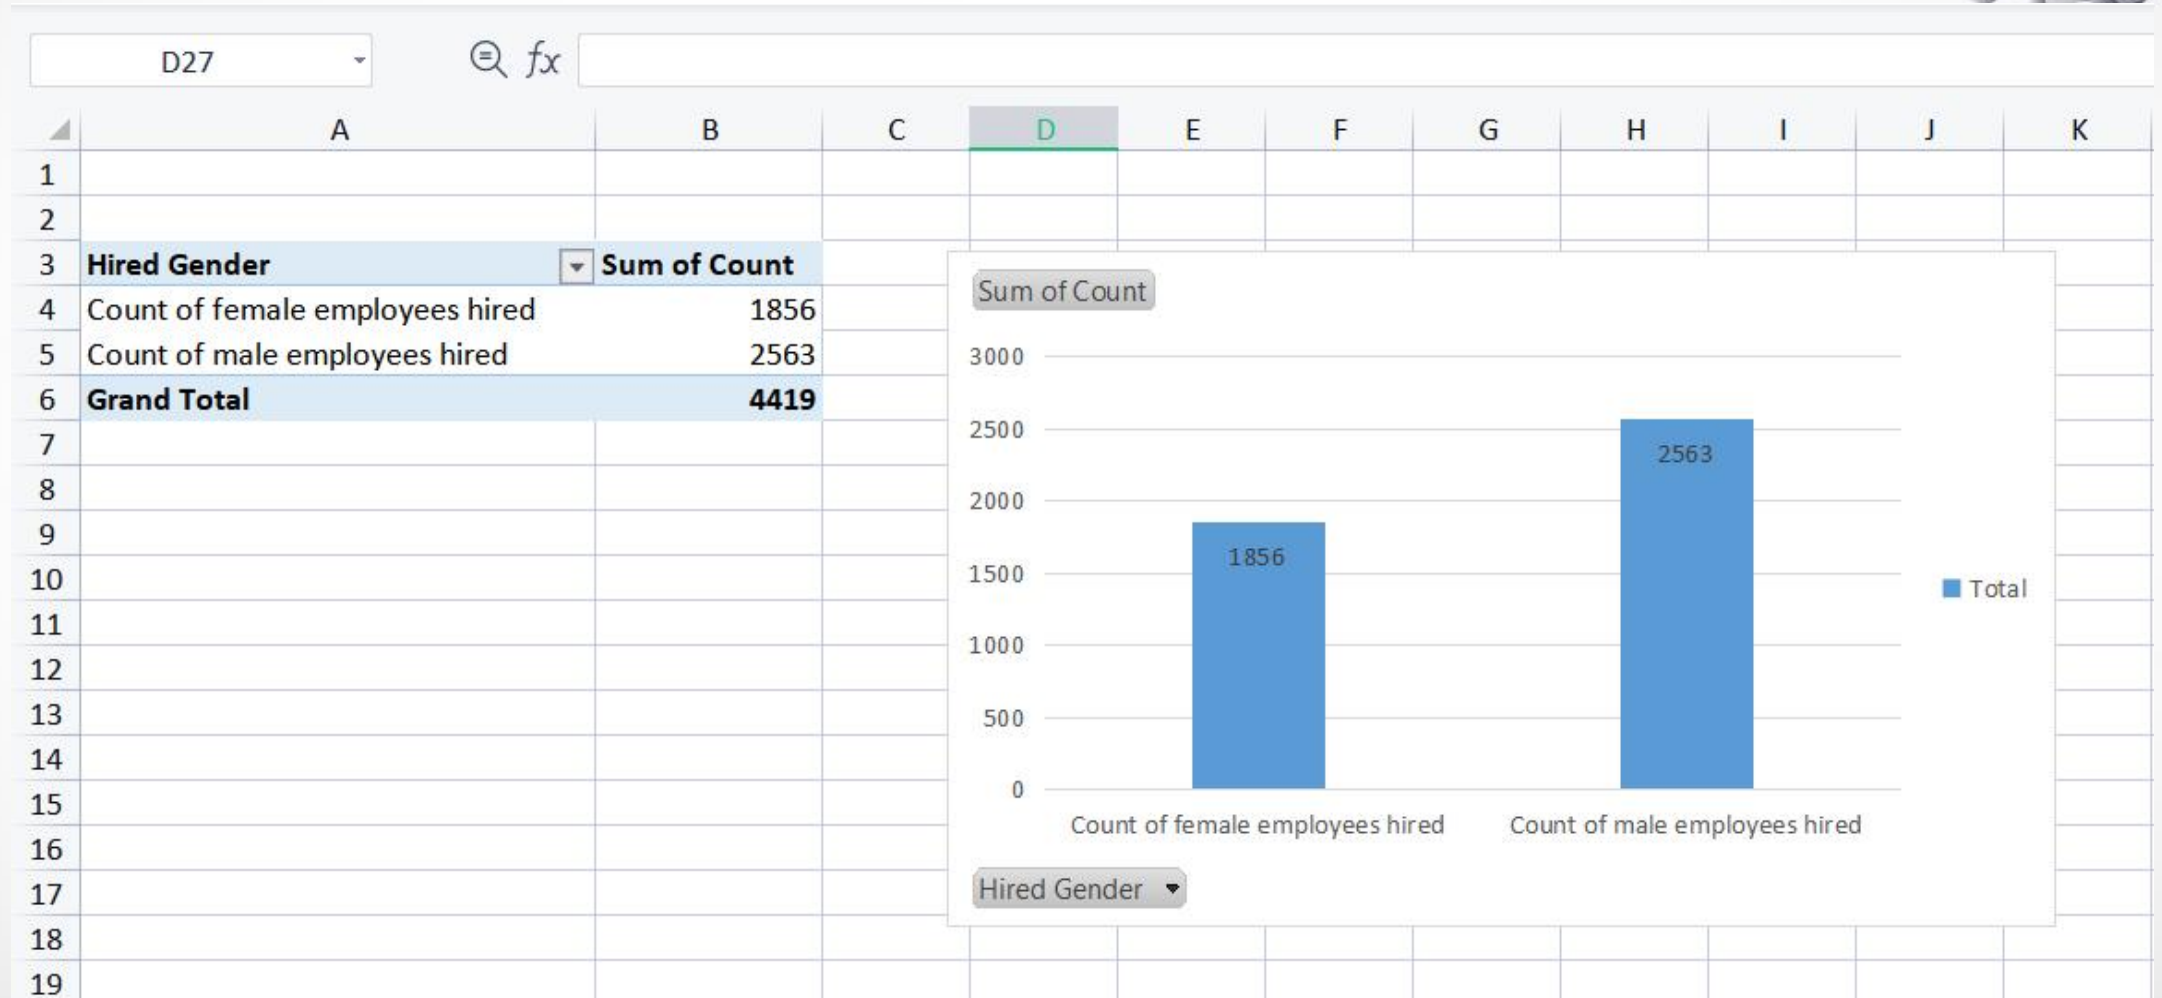 D27
fx
A B C D E F G H I J K
1
2
3 Hired Gender Sum of Count
4 Count of female employees hired 1856
5 Count of male employees hired 2563
6 Grand Total 4419
7
8
9
10
11
12
13
14
15
16
17
18
19
Sum of Count
3000
2500
2000
1500
1000
500
0
1856
2563
Total
Count of female employees hired Count of male employees hired
Hired Gender